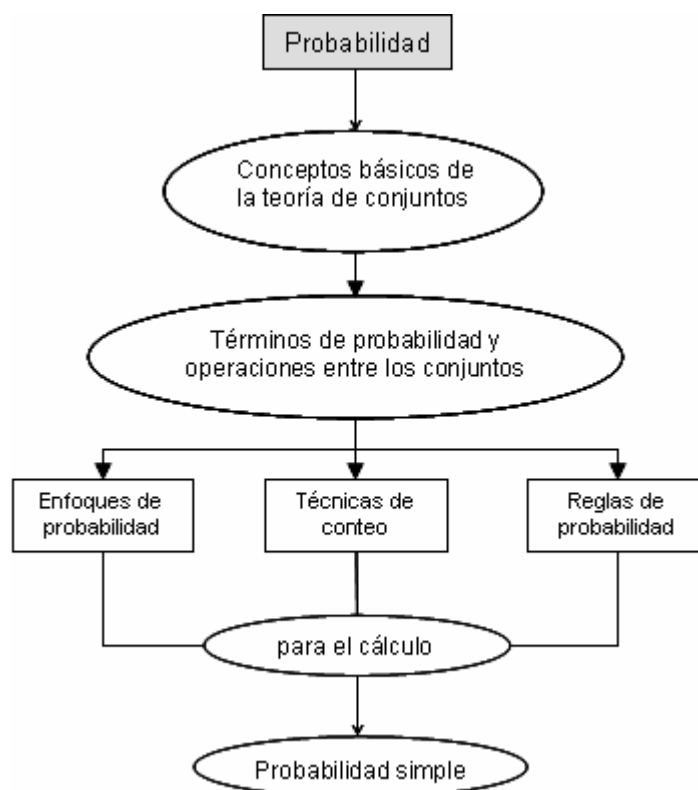 Probabilidad
Conceptos básicos de
la teoría de conjuntos
Términos de probabilidad y
operaciones entre los conjuntos
Enfoques de
probabilidad
Técnicas de
conteo
Reglas de
probabilidad
para el cálculo
Probabilidad simple